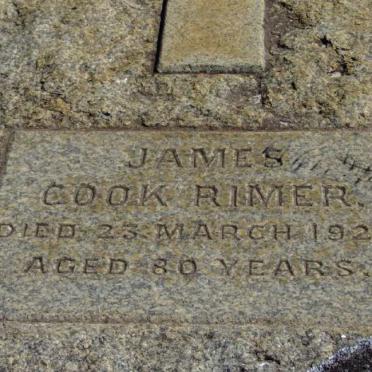 JAMES
COOK RIMER.
DIED 23 MARCH 192
AGED 80 YEARS.